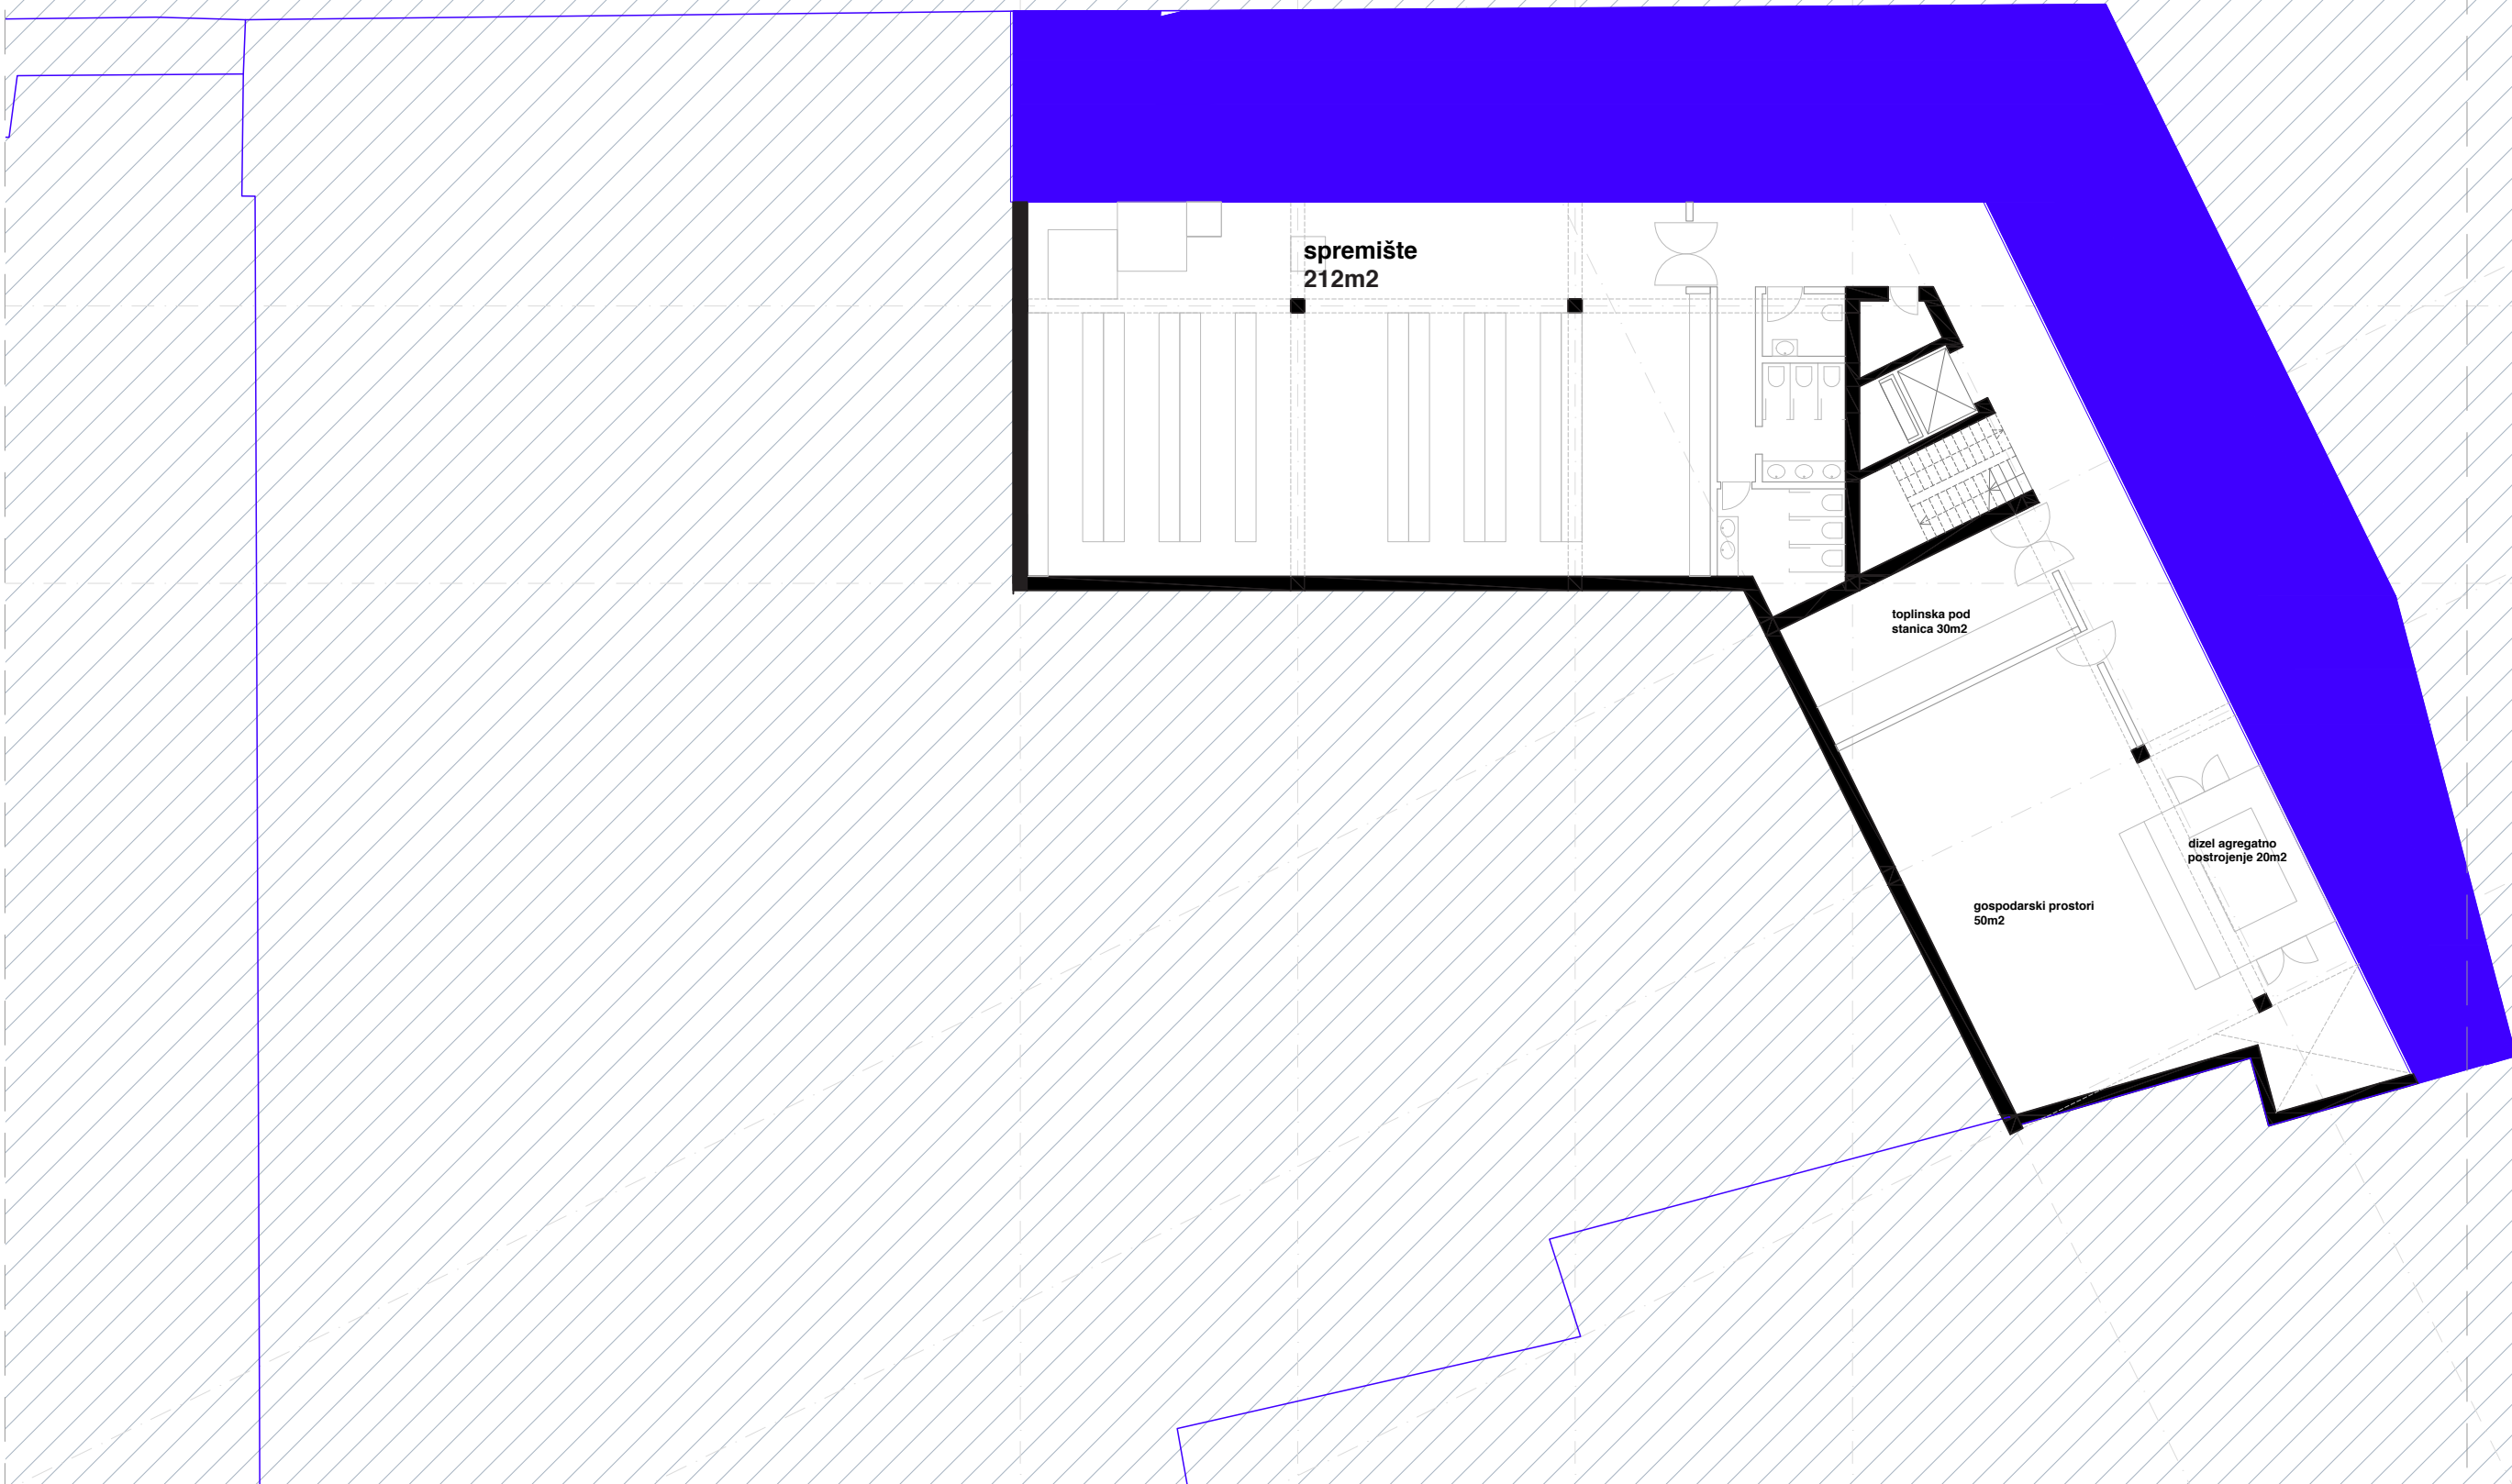 spremište
212m2
toplinska pod
stanica 30m2
dizel agregatno
postrojenje 20m2
gospodarski prostori
50m2